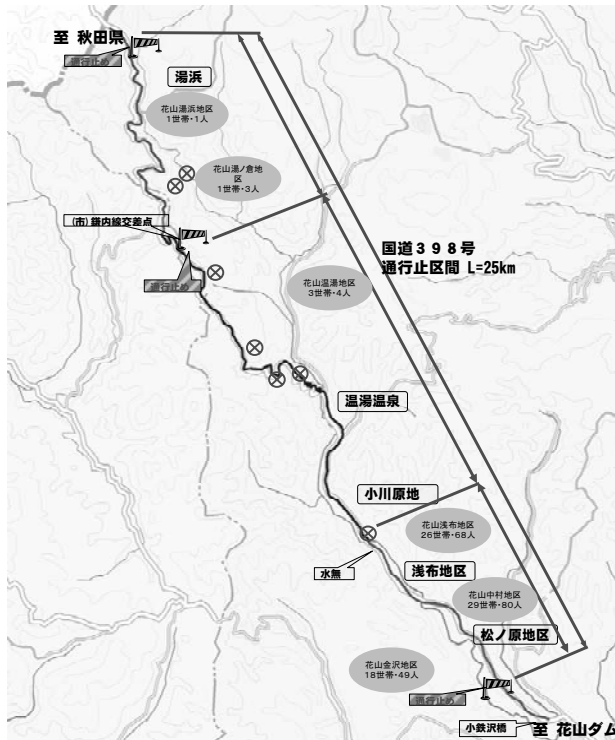 至 秋田県
通行止め
湯浜
花山湯浜地区
1世帯・1人
花山湯ノ倉地
区
1世帯・3人
(市)鎌内線交差点
通行止め
国道398号
通行止区間 L=25km
花山温湯地区
3世帯・4人
温湯温泉
小川原地
花山浅布地区
26世帯・68人
水無
浅布地区
花山中村地区
29世帯・80人
松ノ原地区
花山金沢地区
18世帯・49人
通行止め
小鉄沢橋
至 花山ダム